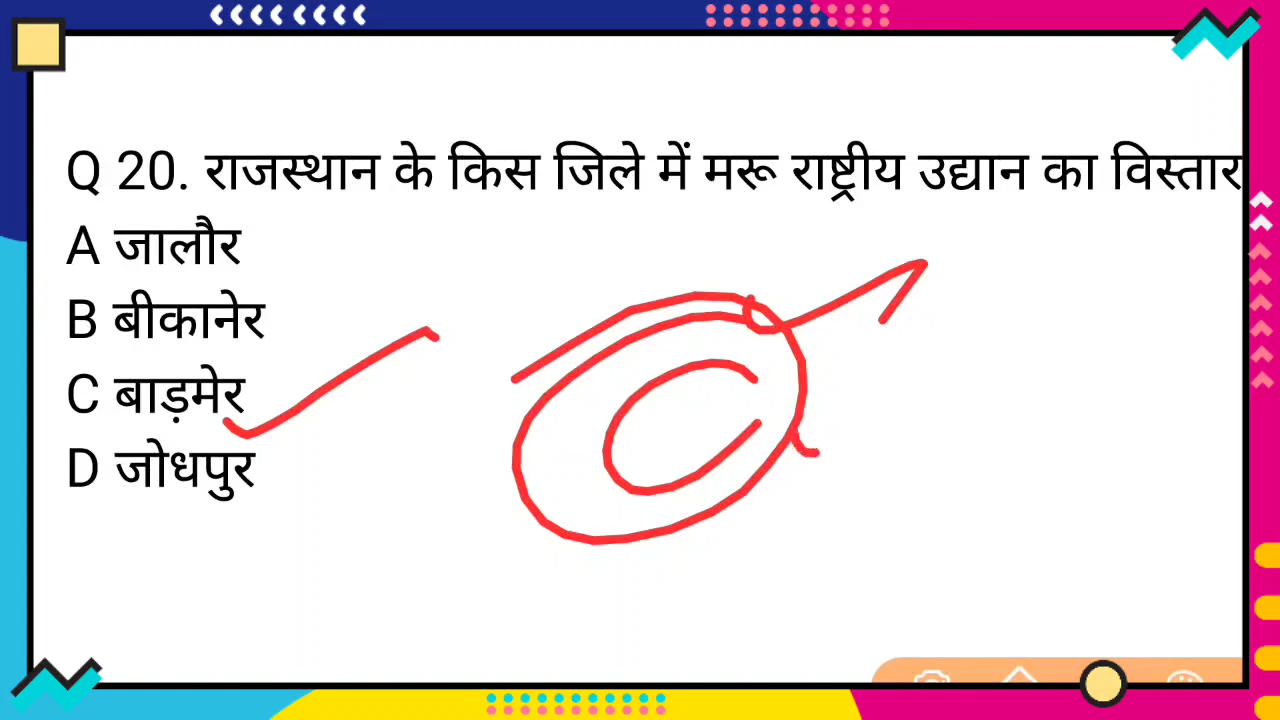 Q 20. राजस्थान के किस जिले में मरू राष्ट्रीय उद्यान का विस्तार
A जालौर
B बीकानेर
C बाड़मेर
D जोधपुर